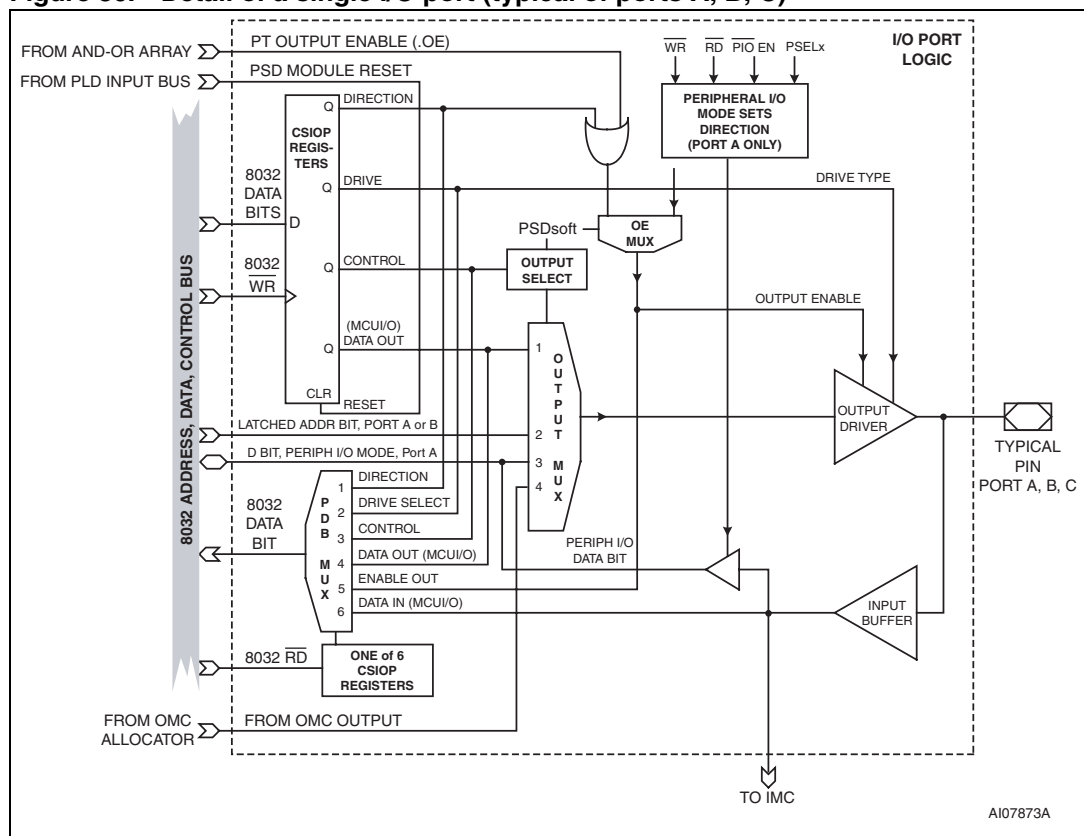 Detail of a single I/O port (typical of ports A, B, C)
FROM AND-OR ARRAY
PT OUTPUT ENABLE (.OE)
WR
RD
PIO EN
PSELx
I/O PORT
LOGIC
FROM PLD INPUT BUS
PSD MODULE RESET
PERIPHERAL I/O
MODE SETS
DIRECTION
(PORT A ONLY)
Q
DIRECTION
CSIOP
REGIS-
TERS
8032
DATA
BITS
D
Q
DRIVE
DRIVE TYPE
PSDsoft
OE
MUX
8032
WR
Q
CONTROL
OUTPUT
SELECT
OUTPUT ENABLE
8032 ADDRESS, DATA, CONTROL BUS
(MCUI/O)
Q
DATA OUT
CLR
RESET
1
2
3
4
OUTPUT
MUX
OUTPUT
DRIVER
TYPICAL
PIN
PORT A, B, C
LATCHED ADDR BIT, PORT A or B
D BIT, PERIPH I/O MODE, Port A
8032
DATA
BIT
PDB
MUX
1
DIRECTION
2
DRIVE SELECT
3
CONTROL
4
DATA OUT (MCUI/O)
5
ENABLE OUT
6
DATA IN (MCUI/O)
PERIPH I/O
DATA BIT
INPUT
BUFFER
8032 RD
ONE of 6
CSIOP
REGISTERS
FROM OMC
ALLOCATOR
FROM OMC OUTPUT
TO IMC
AI07873A